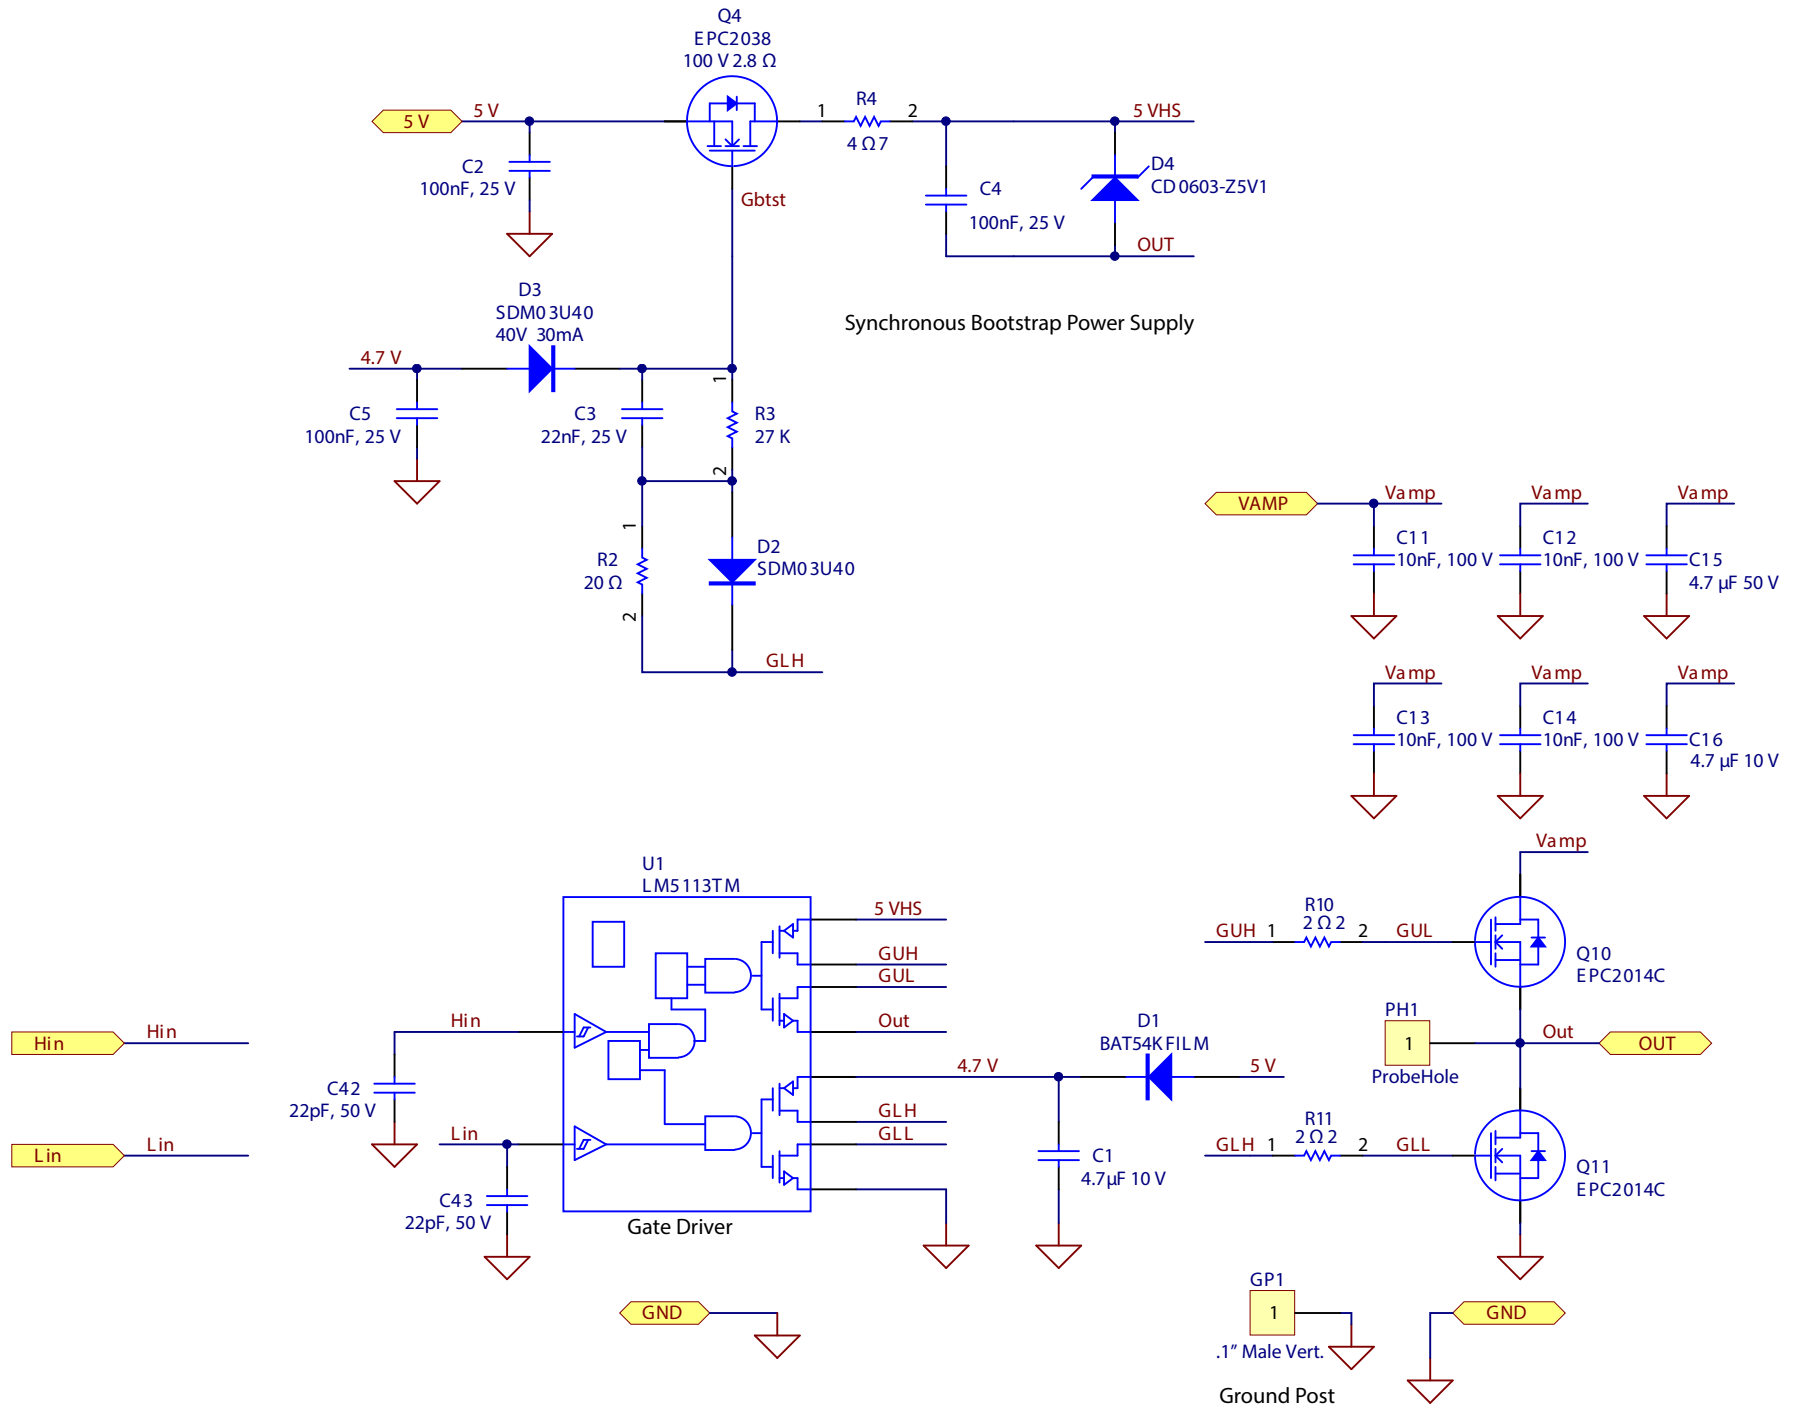 Q4
EPC2038
100 V 2.8 Ω
5 V
5 V
1
R4
2
4 Ω 7
5 VHS
C2
100nF, 25 V
Gbtst
C4
100nF, 25 V
D4
CD0603-Z5V1
OUT
Synchronous Bootstrap Power Supply
D3
SDM03U40
40V 30mA
4.7 V
C5
100nF, 25 V
C3
22nF, 25 V
1
R3
27 K
2
1
R2
20 Ω
2
D2
SDM03U40
GLH
VAMP
Vamp
Vamp
Vamp
C11
10nF, 100 V
C12
10nF, 100 V
C15
4.7 µF 50 V
Vamp
Vamp
Vamp
C13
10nF, 100 V
C14
10nF, 100 V
C16
4.7 µF 10 V
U1
LM5113TM
5 VHS
GUH
GUL
Out
4.7 V
GLH
GLL
Hin
Hin
Hin
C42
22pF, 50 V
Lin
Lin
Lin
C43
22pF, 50 V
Gate Driver
D1
BAT54KFILM
5 V
C1
4.7µF 10 V
Vamp
GUH
1
R10
2 Ω 2
2
GUL
Q10
EPC2014C
PH1
1
ProbeHole
Out
OUT
GLH
1
R11
2 Ω 2
2
GLL
Q11
EPC2014C
GND
GP1
1
.1” Male Vert.
GND
Ground Post